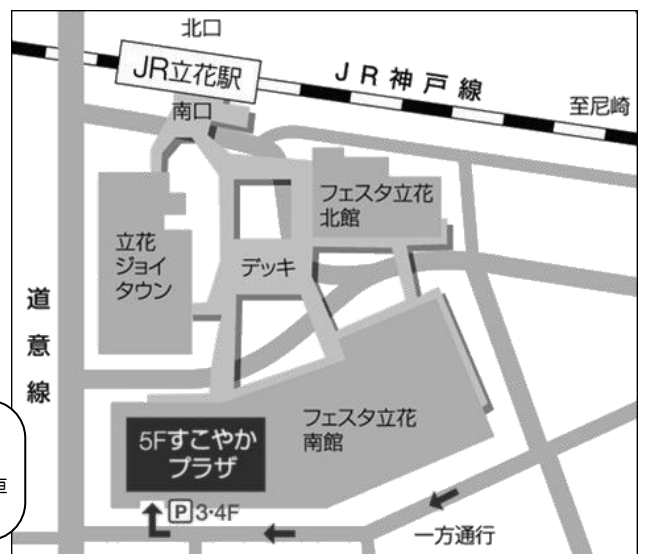 北口
JR立花駅
JR神戸線
至尼崎
南口
フェスタ立花
北館
立花
ジョイ
タウン
デッキ
道意線
フェスタ立花
南館
5Fすこやか
プラザ
P 3・4F
一方通行